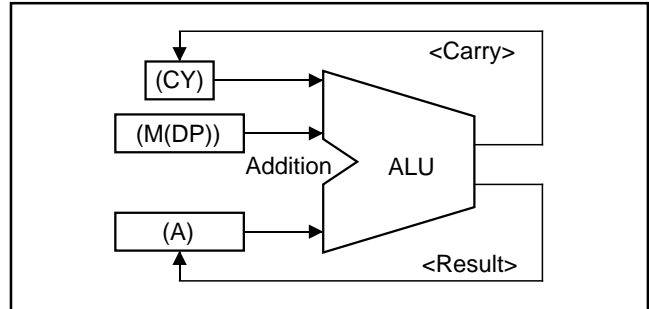 <Carry>
(CY)
(M(DP))
Addition
ALU
(A)
<Result>